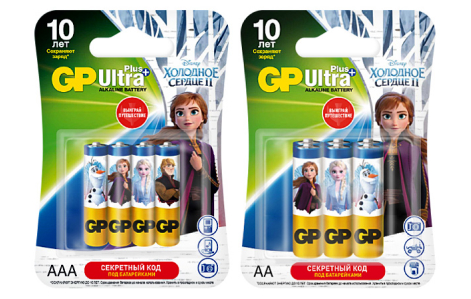 10
ЛЕТ
Сохраняет
заряд*
GP Ultra Plus+
ALKALINE BATTERY
Disney
ХОЛОДНОЕ
СЕРДЦЕ II
ВЫИГРАЙ
ПУТЕШЕСТВИЕ
GP GP GP GP
AAA
СЕКРЕТНЫЙ КОД
ПОД БАТАРЕЙКАМИ
10
ЛЕТ
Сохраняет
заряд*
GP Ultra Plus+
ALKALINE BATTERY
Disney
ХОЛОДНОЕ
СЕРДЦЕ II
ВЫИГРАЙ
ПУТЕШЕСТВИЕ
GP GP GP
AA
СЕКРЕТНЫЙ КОД
ПОД БАТАРЕЙКАМИ